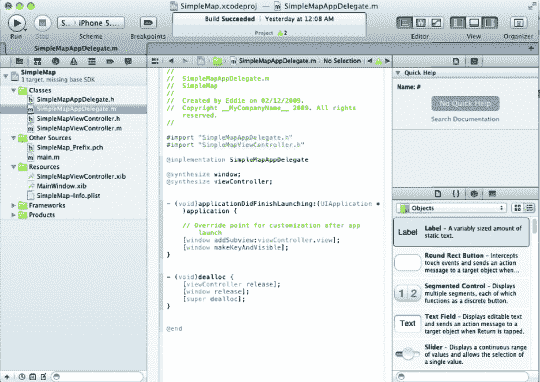 SimpleMap.xcodeproj — SimpleMapAppDelegate.m
Run
Stop
S... iPhone 5...
Scheme
Breakpoints
Build Succeeded | Yesterday at 12:08 AM
Project 2
Editor
View
Organizer
SimpleMapAppDelegate.m
SimpleMap
1 target, missing base SDK
Classes
SimpleMapAppDelegate.h
SimpleMapAppDelegate.m
SimpleMapViewController.h
SimpleMapViewController.m
Other Sources
SimpleMap_Prefix.pch
main.m
Resources
SimpleMapViewController.xib
MainWindow.xib
SimpleMap-Info.plist
Frameworks
Products
SimpleMapAppDelegate.m
No Selection
//
//  SimpleMapAppDelegate.m
//  SimpleMap
//
//  Created by Eddie on 02/12/2009.
//  Copyright __MyCompanyName__ 2009. All rights
reserved.
//
#import "SimpleMapAppDelegate.h"
#import "SimpleMapViewController.h"
@implementation SimpleMapAppDelegate
@synthesize window;
@synthesize viewController;
- (void)applicationDidFinishLaunching:(UIApplication *
)application {
// Override point for customization after app
launch
[window addSubview:viewController.view];
[window makeKeyAndVisible];
}
- (void)dealloc {
[viewController release];
[window release];
[super dealloc];
}
@end
Quick Help
Name: #
No Quick Help
Search Documentation
Objects
Label
Label - A variably sized amount of
static text.
Round Rect Button - Intercepts
touch events and sends an action
message to a target object when...
1 2
Segmented Control - Displays
multiple segments, each of which
functions as a discrete button.
Text
Text Field - Displays editable text
and sends an action message to a
target object when Return is tapped.
Slider - Displays a continuous range
of values and allows the selection of
a single value.